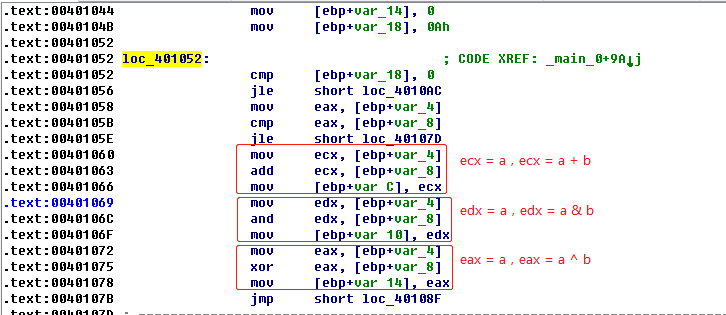 .text:00401044 mov [ebp+var_14], 0
.text:0040104B mov [ebp+var_18], 0Ah
.text:00401052
.text:00401052 loc_401052: ; CODE XREF: _main_0+9A↓j
.text:00401052 cmp [ebp+var_18], 0
.text:00401056 jle short loc_4010AC
.text:00401058 mov eax, [ebp+var_4]
.text:0040105B cmp eax, [ebp+var_8]
.text:0040105E jle short loc_40107D
.text:00401060 mov ecx, [ebp+var_4]
.text:00401063 add ecx, [ebp+var_8] ecx = a , ecx = a + b
.text:00401066 mov [ebp+var_C], ecx
.text:00401069 mov edx, [ebp+var_4]
.text:0040106C and edx, [ebp+var_8] edx = a , edx = a & b
.text:0040106F mov [ebp+var_10], edx
.text:00401072 mov eax, [ebp+var_4]
.text:00401075 xor eax, [ebp+var_8] eax = a , eax = a ^ b
.text:00401078 mov [ebp+var_14], eax
.text:0040107B jmp short loc_40108F
.text:0040107D ;